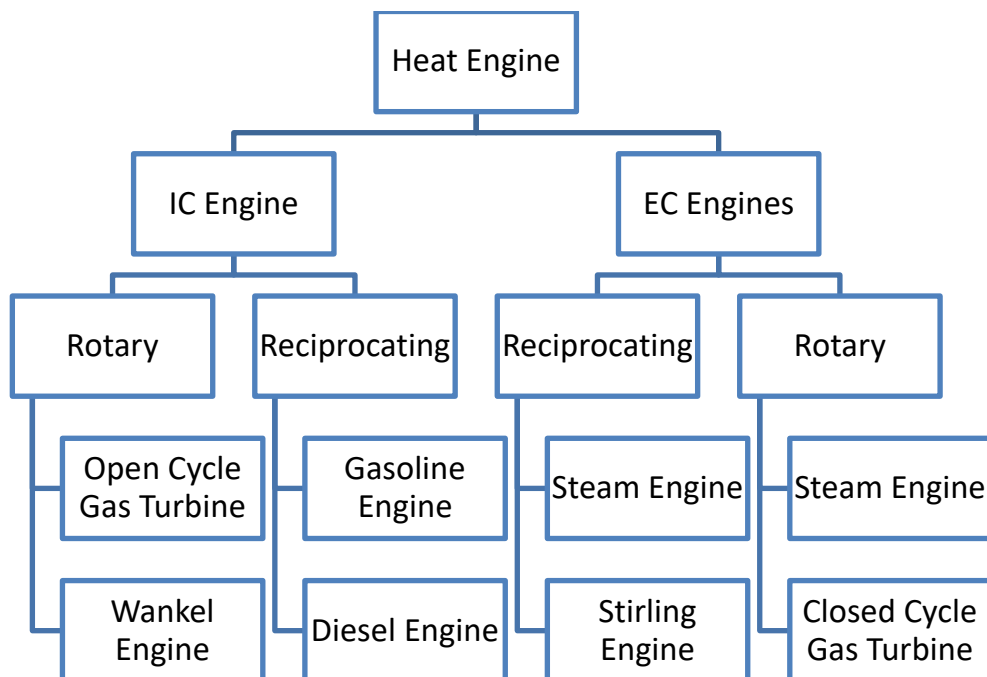 Heat Engine
IC Engine
EC Engines
Rotary
Reciprocating
Reciprocating
Rotary
Open Cycle
Gas Turbine
Gasoline
Engine
Steam Engine
Steam Engine
Wankel
Engine
Diesel Engine
Stirling
Engine
Closed Cycle
Gas Turbine